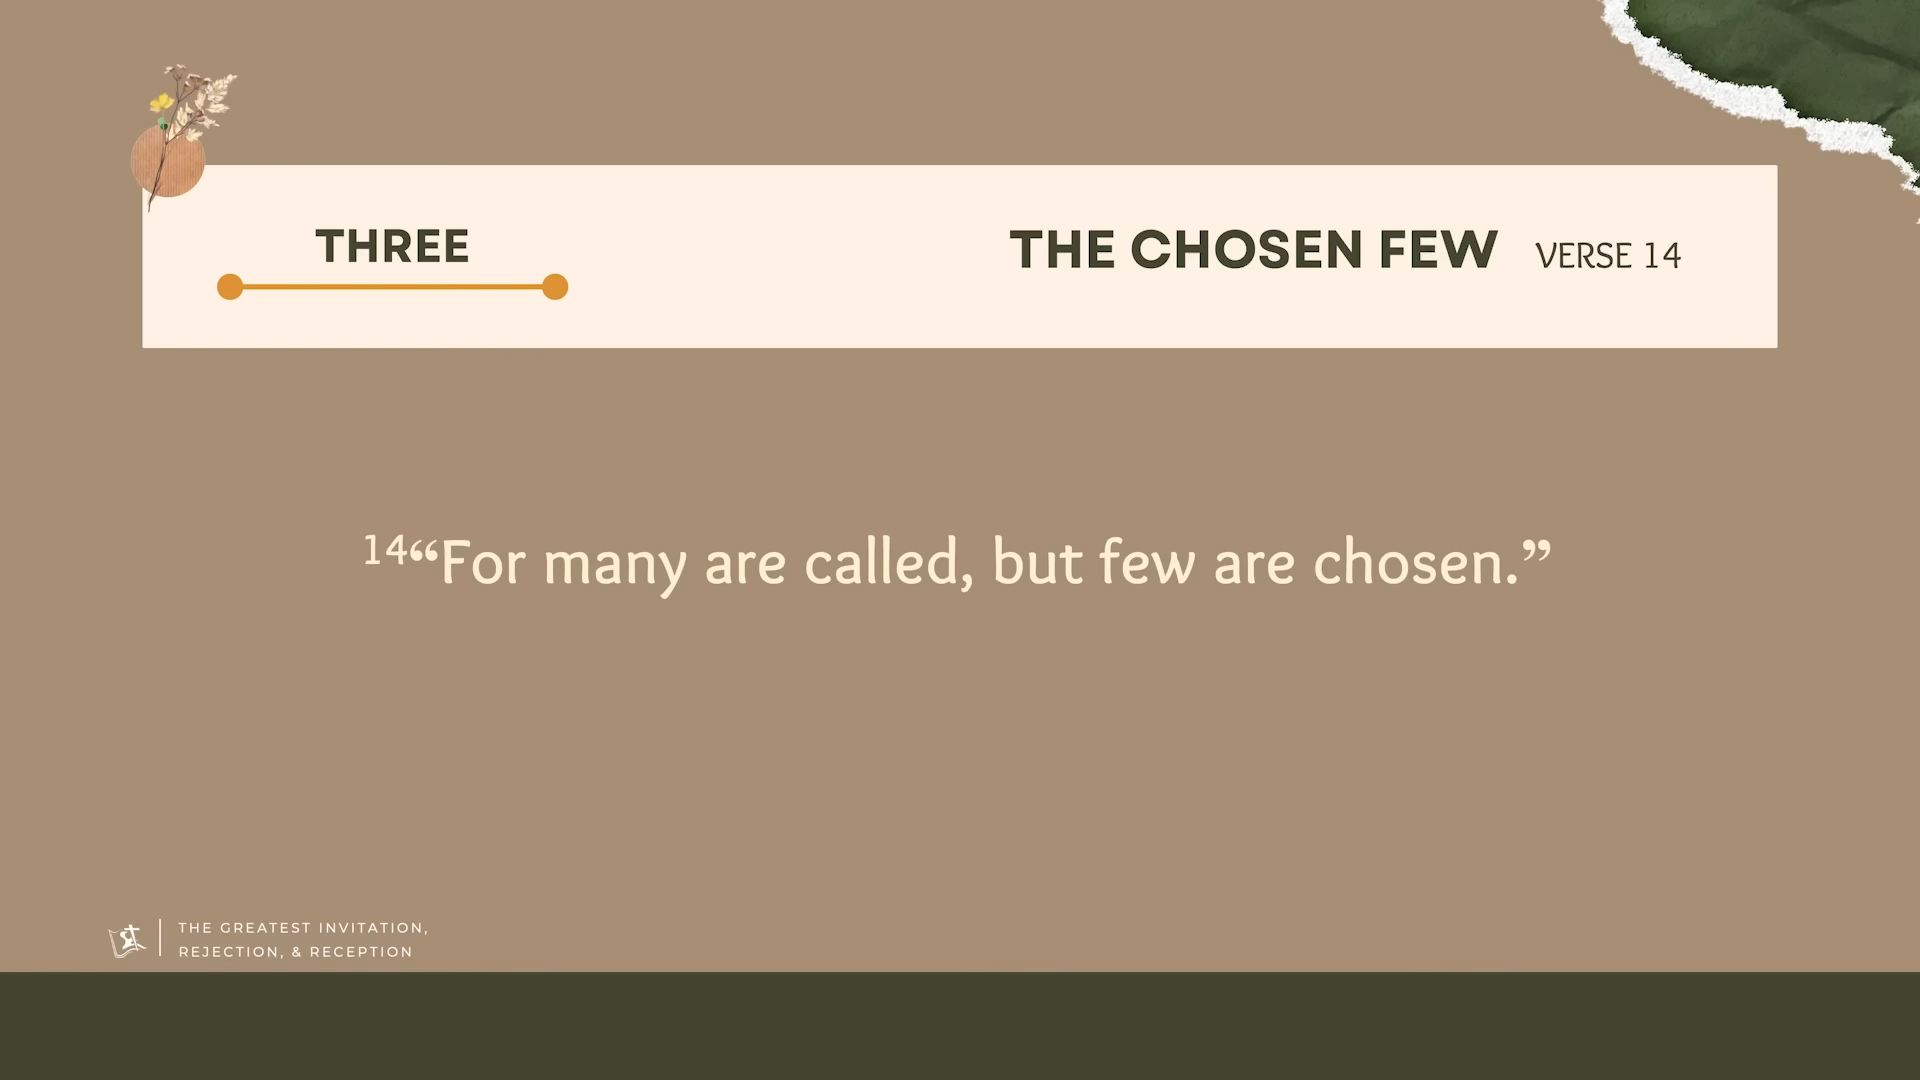 THREE
THE CHOSEN FEW VERSE 14
14“For many are called, but few are chosen.”
THE GREATEST INVITATION,
REJECTION, & RECEPTION